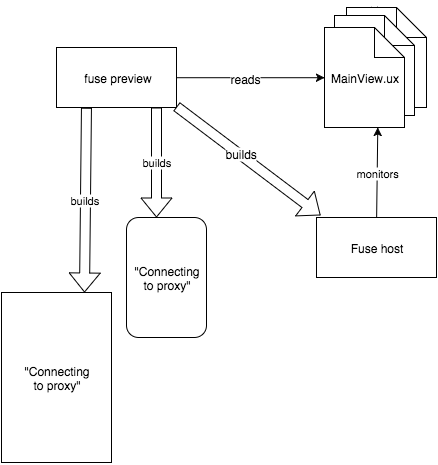 fuse preview
reads
MainView.ux
builds
builds
builds
monitors
"Connecting
to proxy"
Fuse host
"Connecting
to proxy"